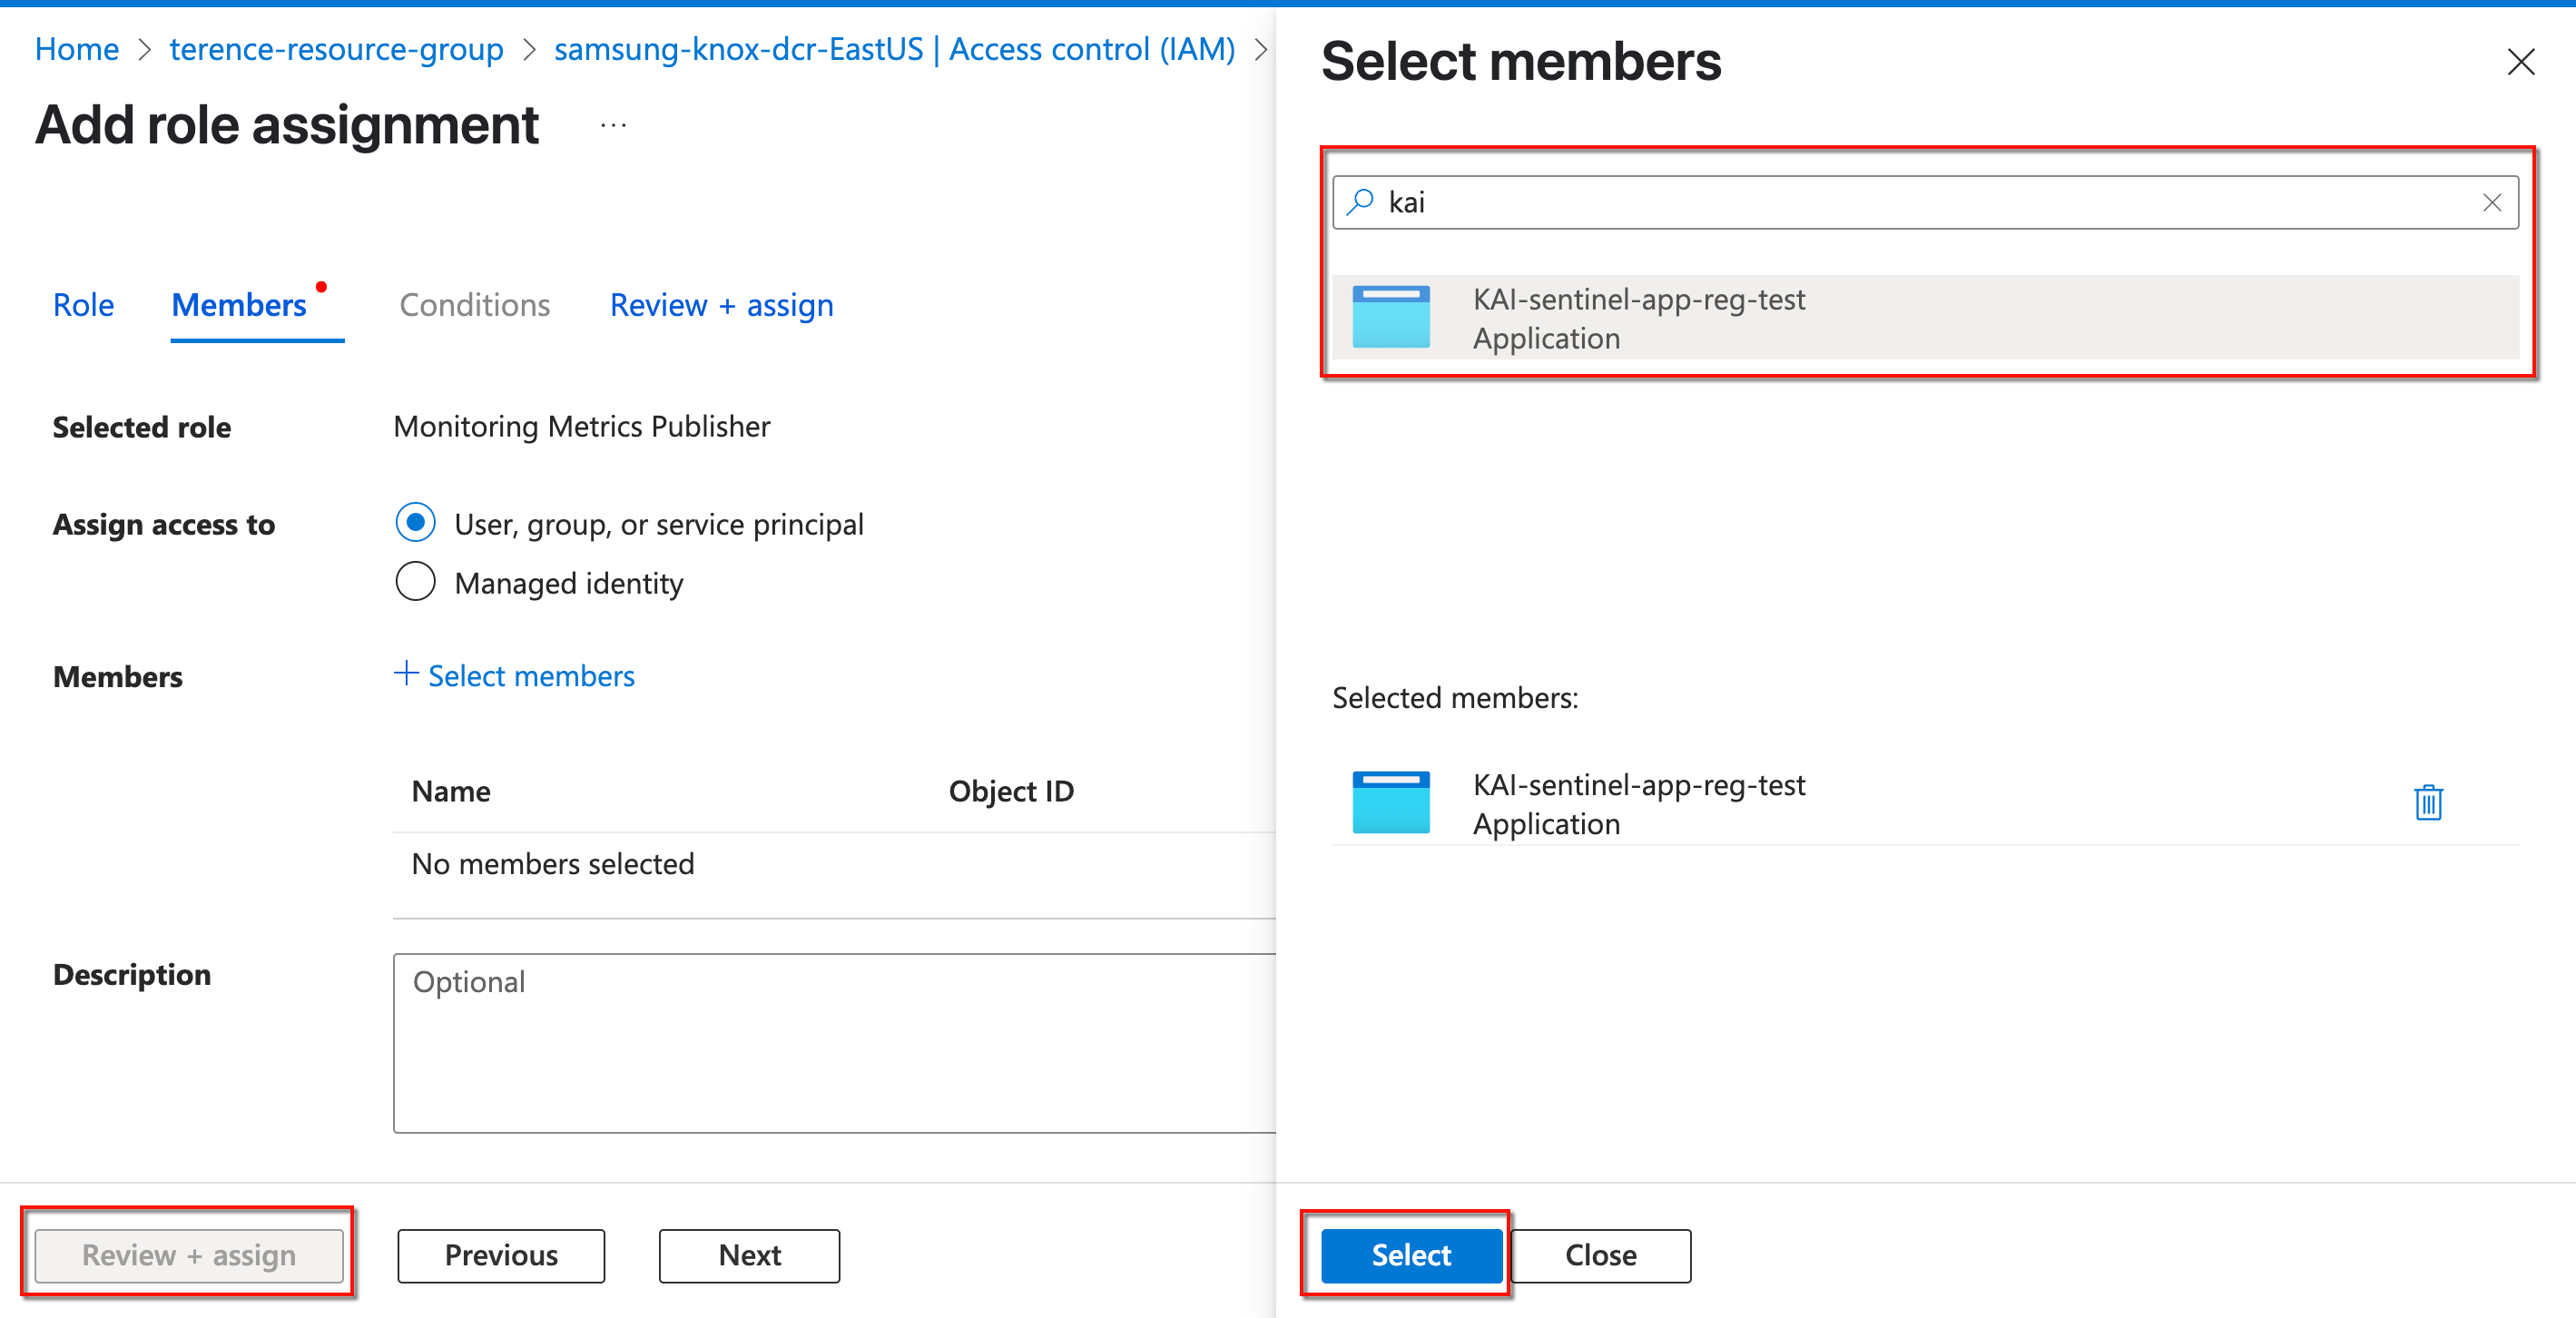 Home > terence-resource-group > samsung-knox-dcr-EastUS | Access control (IAM) >
Add role assignment ...
Role Members Conditions Review + assign
Selected role Monitoring Metrics Publisher
Assign access to User, group, or service principal
Managed identity
Members + Select members
Name Object ID
No members selected
Description Optional
Review + assign Previous Next
Select members
kai
KAI-sentinel-app-reg-test
Application
Selected members:
KAI-sentinel-app-reg-test
Application
Select Close